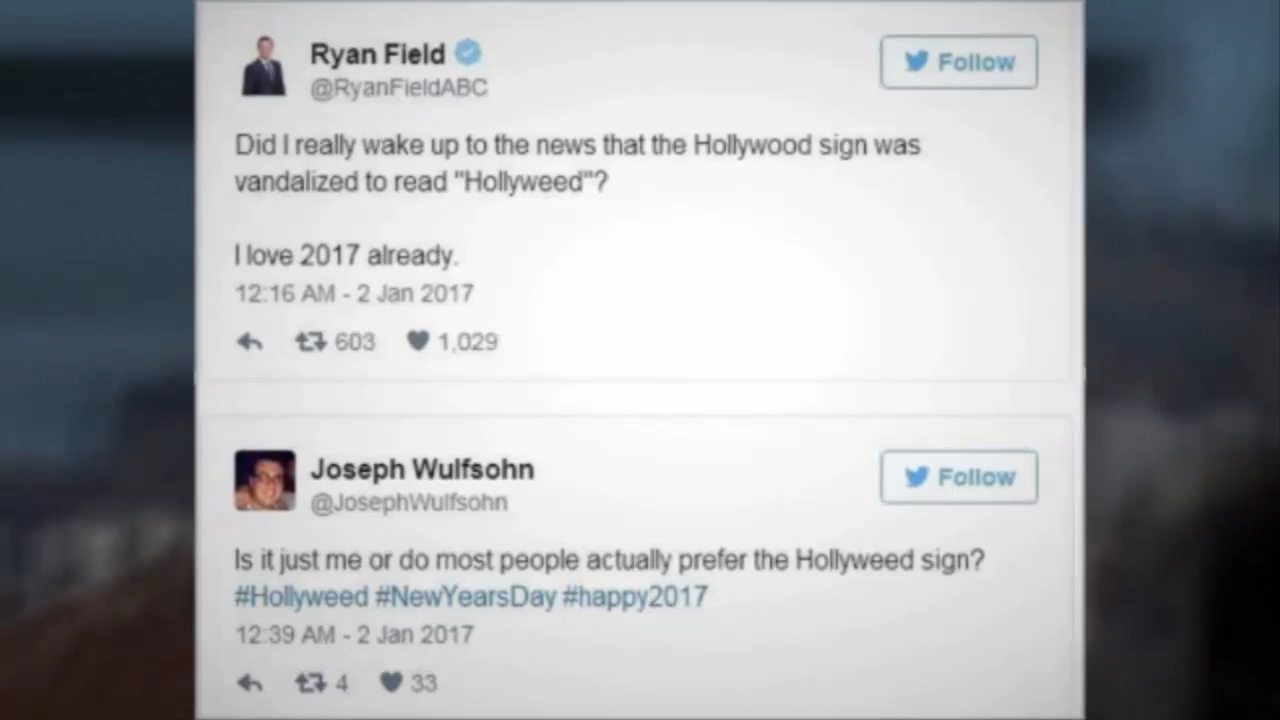 Ryan Field
@RyanFieldABC
Follow
Did I really wake up to the news that the Hollywood sign was
vandalized to read "Hollyweed"?
I love 2017 already.
12:16 AM - 2 Jan 2017
603 1,029
Joseph Wulfsohn
@JosephWulfsohn
Follow
Is it just me or do most people actually prefer the Hollyweed sign?
#Hollyweed #NewYearsDay #happy2017
12:39 AM - 2 Jan 2017
4 33